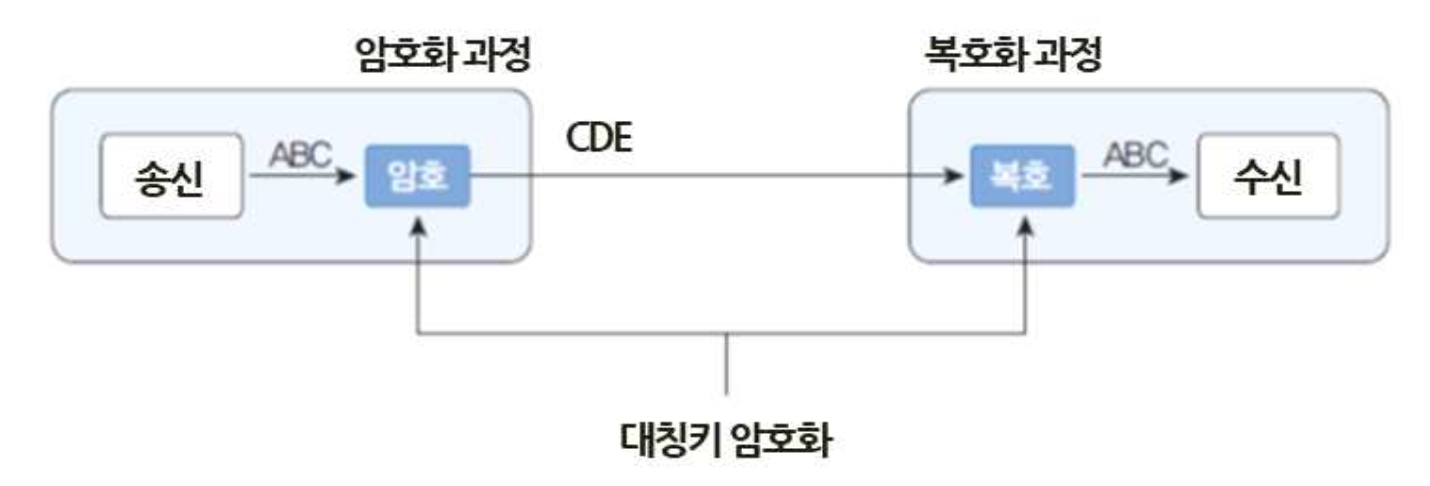 암호화 과정
복호화 과정
CDE
송신
ABC
암호
복호
ABC
수신
대칭키 암호화